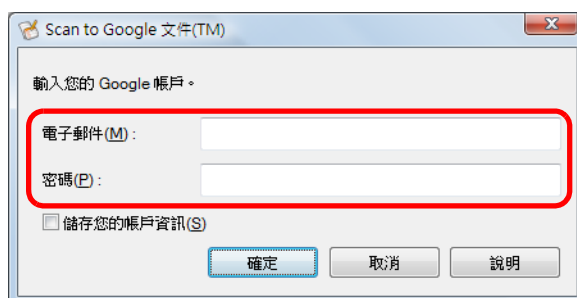 Scan to Google 文件(TM)
輸入您的 Google 帳戶。
電子郵件(M) :
密碼(P) :
儲存您的帳戶資訊(S)
確定 取消 說明